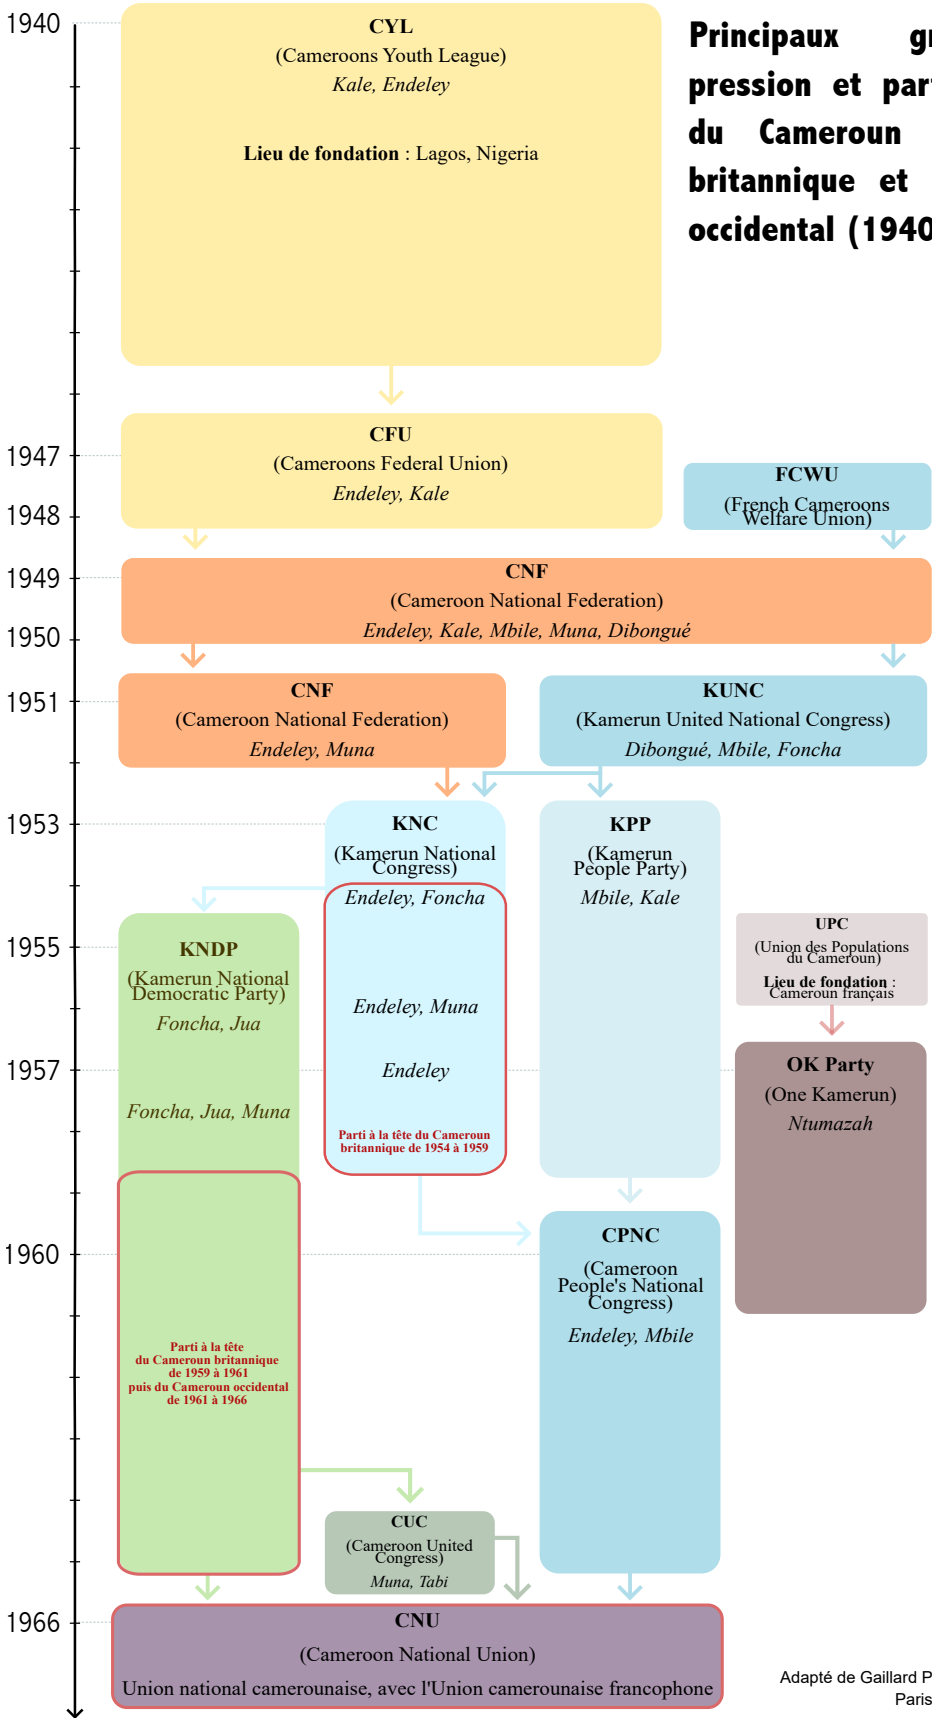 1940
CYL
(Cameroons Youth League)
Kale, Endeley
Lieu de fondation : Lagos, Nigeria
Principaux
pression et
du Cameroun
britannique et
occidental (1940
CFU
(Cameroons Federal Union)
Endeley, Kale
1947
1948
FCWU
(French Cameroons
Welfare Union)
1949
CNF
(Cameroon National Federation)
Endeley, Kale, Mbile, Muna, Dibongué
1950
1951
CNF
(Cameroon National Federation)
Endeley, Muna
KUNC
(Kamerun United National Congress)
Dibongué, Mbile, Foncha
1953
KNC
(Kamerun National
Congress)
Endeley, Foncha
Endeley, Muna
Endeley
Parti à la tête du Cameroun
britannique de 1954 à 1959
KPP
(Kamerun
People Party)
Mbile, Kale
1955
KNDP
(Kamerun National
Democratic Party)
Foncha, Jua
Foncha, Jua, Muna
Parti à la tête
du Cameroun britannique
de 1959 à 1961
puis du Cameroun occidental
de 1961 à 1966
UPC
(Union des Populations
du Cameroun)
Lieu de fondation :
Cameroun français
1957
OK Party
(One Kamerun)
Ntumazah
1960
CPNC
(Cameroon
People's National
Congress)
Endeley, Mbile
CUC
(Cameroon United
Congress)
Muna, Tabi
1966
CNU
(Cameroon National Union)
Union national camerounaise, avec l'Union camerounaise francophone
Adapté de Gaillard P
Paris